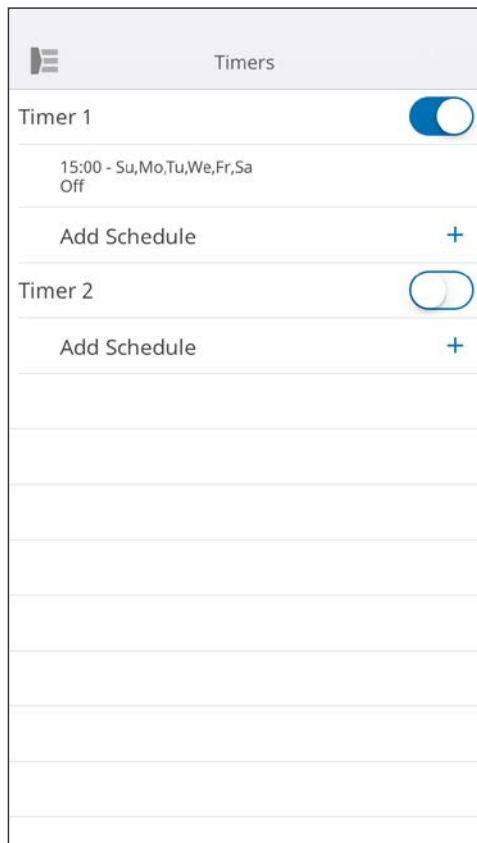 Timers
Timer 1
15:00 - Su,Mo,Tu,We,Fr,Sa
Off
Add Schedule +
Timer 2
Add Schedule +